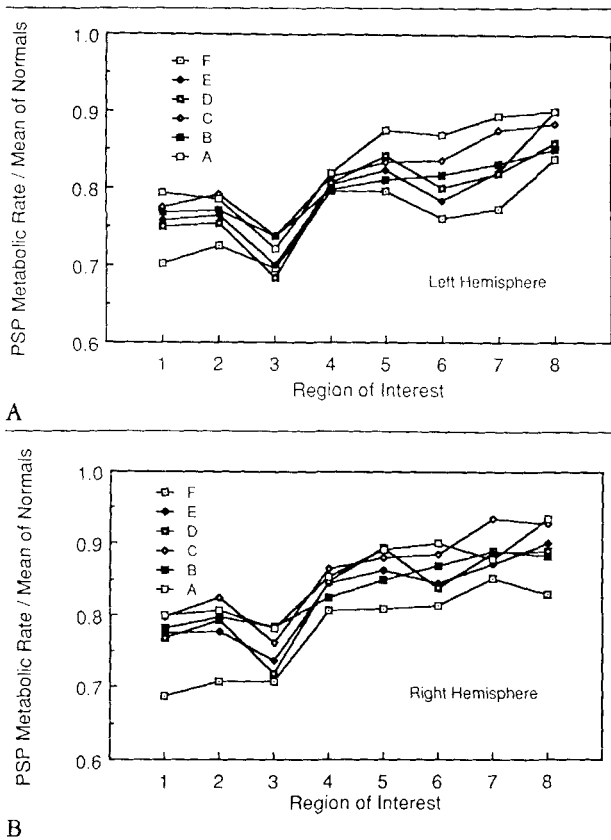 PSP Metabolic Rate / Mean of Normals
1.0
0.9
0.8
0.7
0.6
F
E
D
C
B
A
Left Hemisphere
1 2 3 4 5 6 7 8
Region of Interest
A
PSP Metabolic Rate / Mean of Normals
1.0
0.9
0.8
0.7
0.6
F
E
D
C
B
A
Right Hemisphere
1 2 3 4 5 6 7 8
Region of Interest
B